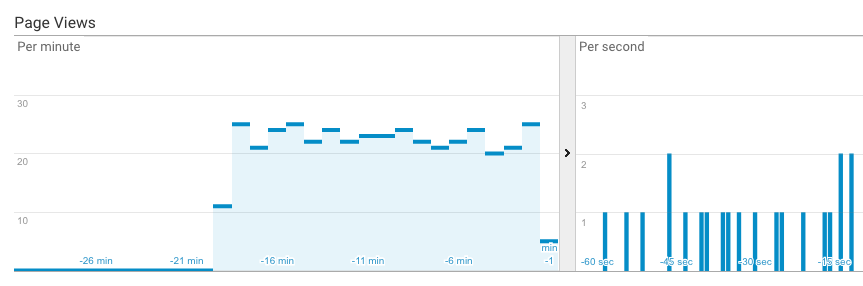 Page Views
Per minute
30
20
10
-26 min
-21 min
-16 min
-11 min
-6 min
min
-1
Per second
3
2
1
-60 sec
-45 sec
-30 sec
-15 sec